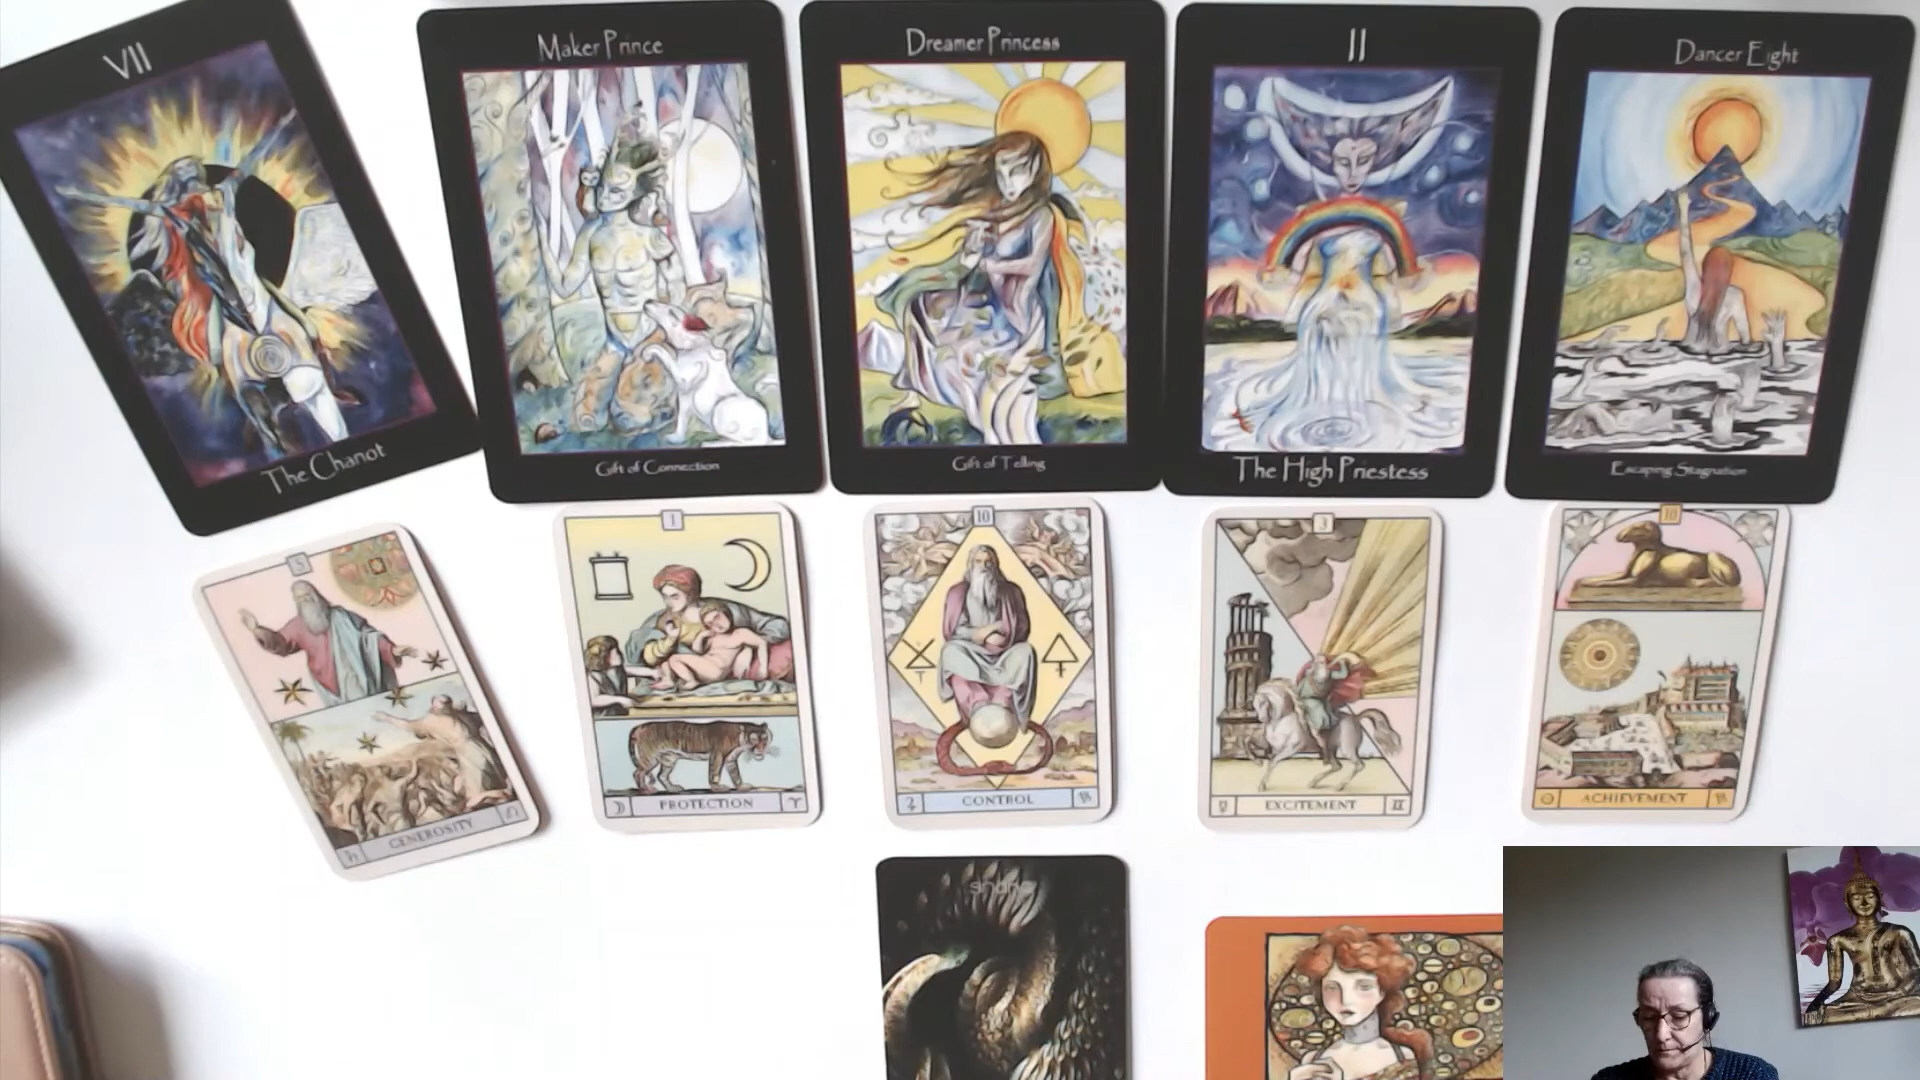 VII
The Chariot
Maker Prince
Gift of Connection
Dreamer Princess
Gift of Telling
II
The High Priestess
Dancer Eight
Escaping Stagnation
5
GENEROSITY
1
PROTECTION
10
CONTROL
3
EXCITEMENT
10
ACHIEVEMENT